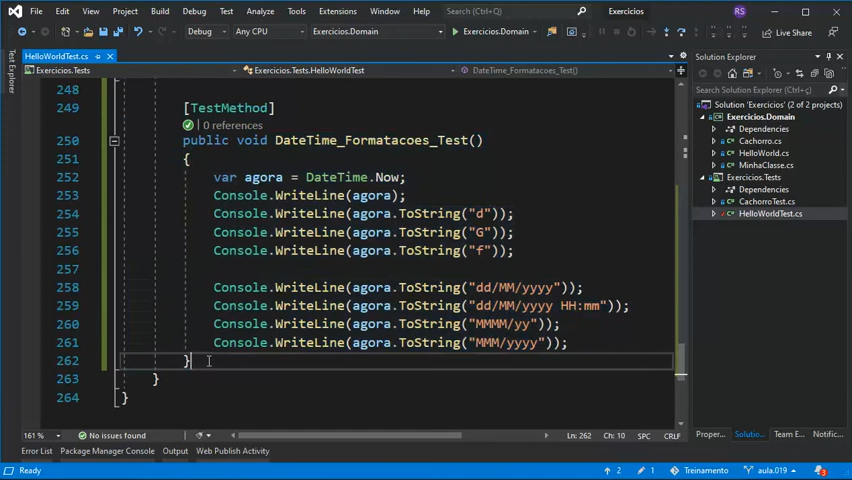 File Edit View Project Build Debug Test Analyze Tools Extensions Window Help Search (Ctrl+Q) Exercicios RS
Debug Any CPU Exercicios.Domain Exercicios.Domain Live Share
Test Explorer
HelloWorldTest.cs
Exercicios.Tests Exercicios.Tests.HelloWorldTest DateTime_Formatacoes_Test()
248
249 [TestMethod]
0 references
250 public void DateTime_Formatacoes_Test()
251 {
252 var agora = DateTime.Now;
253 Console.WriteLine(agora);
254 Console.WriteLine(agora.ToString("d"));
255 Console.WriteLine(agora.ToString("G"));
256 Console.WriteLine(agora.ToString("f"));
257
258 Console.WriteLine(agora.ToString("dd/MM/yyyy"));
259 Console.WriteLine(agora.ToString("dd/MM/yyyy HH:mm"));
260 Console.WriteLine(agora.ToString("MMMM/yy"));
261 Console.WriteLine(agora.ToString("MMM/yyyy"));
262 }
263 }
264 }
161 % No issues found Ln: 262 Ch: 10 SPC CRLF
Solution Explorer
Search Solution Explorer (Ctrl+;)
Solution 'Exercicios' (2 of 2 projects)
Exercicios.Domain
Dependencies
Cachorro.cs
HelloWorld.cs
MinhaClasse.cs
Exercicios.Tests
Dependencies
CachorroTest.cs
HelloWorldTest.cs
Proper... Solutio... Team E... Notific...
Error List Package Manager Console Output Web Publish Activity
Ready 2 1 Treinamento aula.019 3